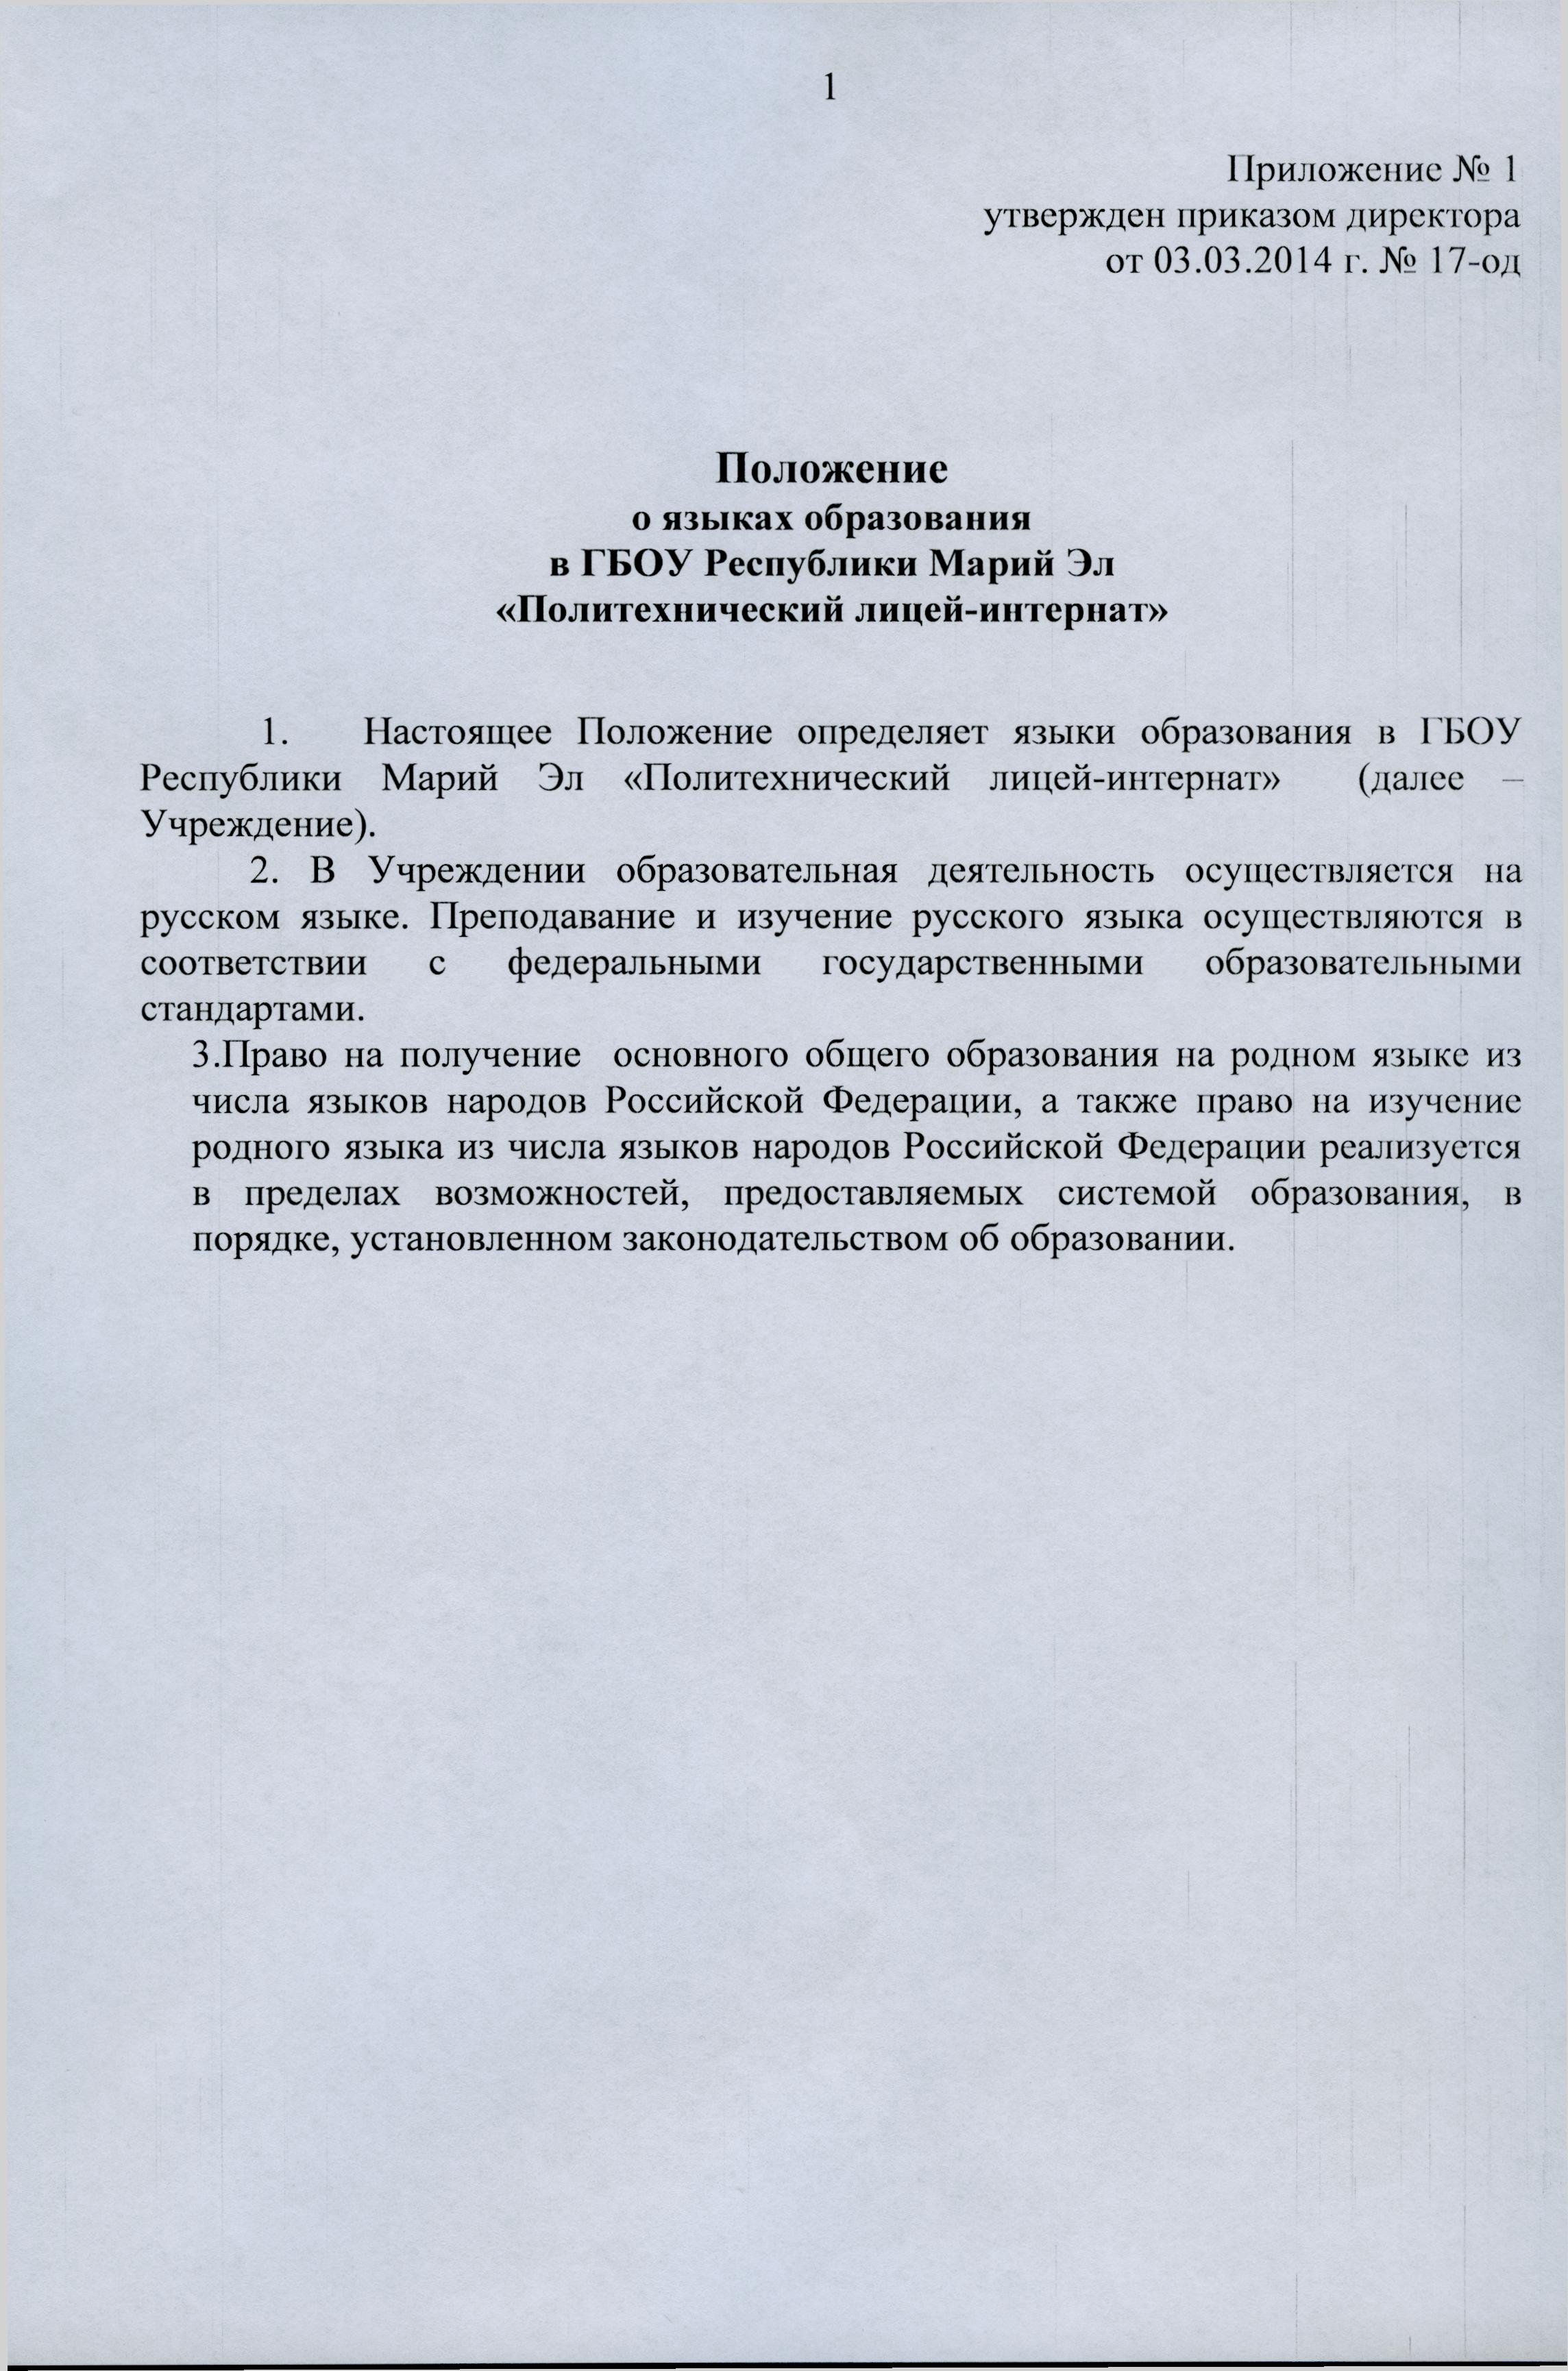 1
Приложение № 1
утвержден приказом директора
от 03.03.2014 г. № 17-од
Положение
о языках образования
в ГБОУ Республики Марий Эл
«Политехнический лицей-интернат»
1. Настоящее Положение определяет языки образования в ГБОУ
Республики Марий Эл «Политехнический лицей-интернат» (далее –
Учреждение).
2. В Учреждении образовательная деятельность осуществляется на
русском языке. Преподавание и изучение русского языка осуществляются в
соответствии с федеральными государственными образовательными
стандартами.
3.Право на получение основного общего образования на родном языке из
числа языков народов Российской Федерации, а также право на изучение
родного языка из числа языков народов Российской Федерации реализуется
в пределах возможностей, предоставляемых системой образования, в
порядке, установленном законодательством об образовании.